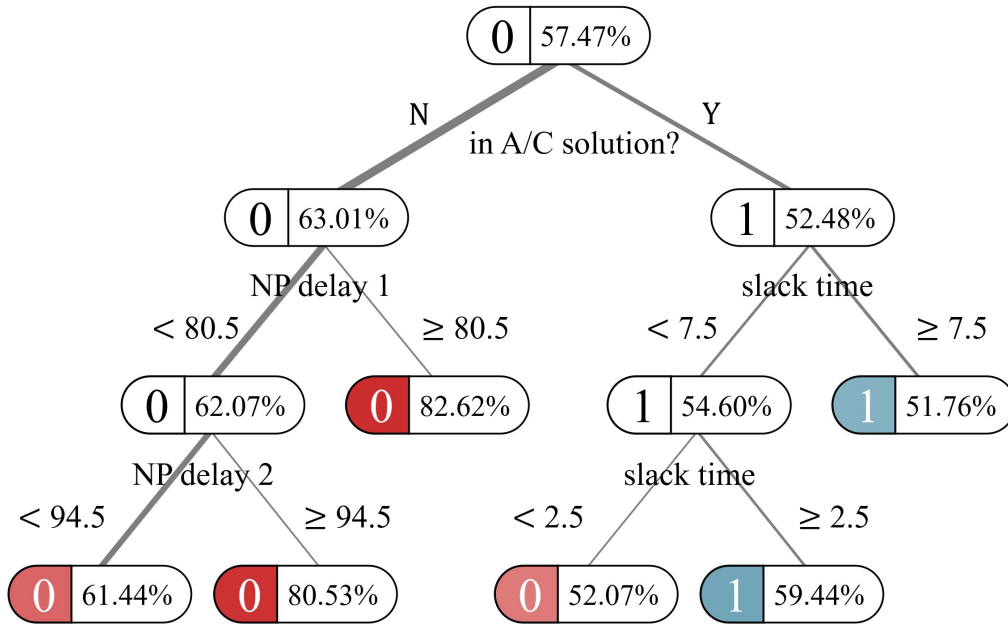 0 57.47%
N Y
in A/C solution?
0 63.01% 1 52.48%
NP delay 1 slack time
< 80.5 ≥ 80.5 < 7.5 ≥ 7.5
0 62.07% 0 82.62% 1 54.60% 1 51.76%
NP delay 2 slack time
< 94.5 ≥ 94.5 < 2.5 ≥ 2.5
0 61.44% 0 80.53% 0 52.07% 1 59.44%